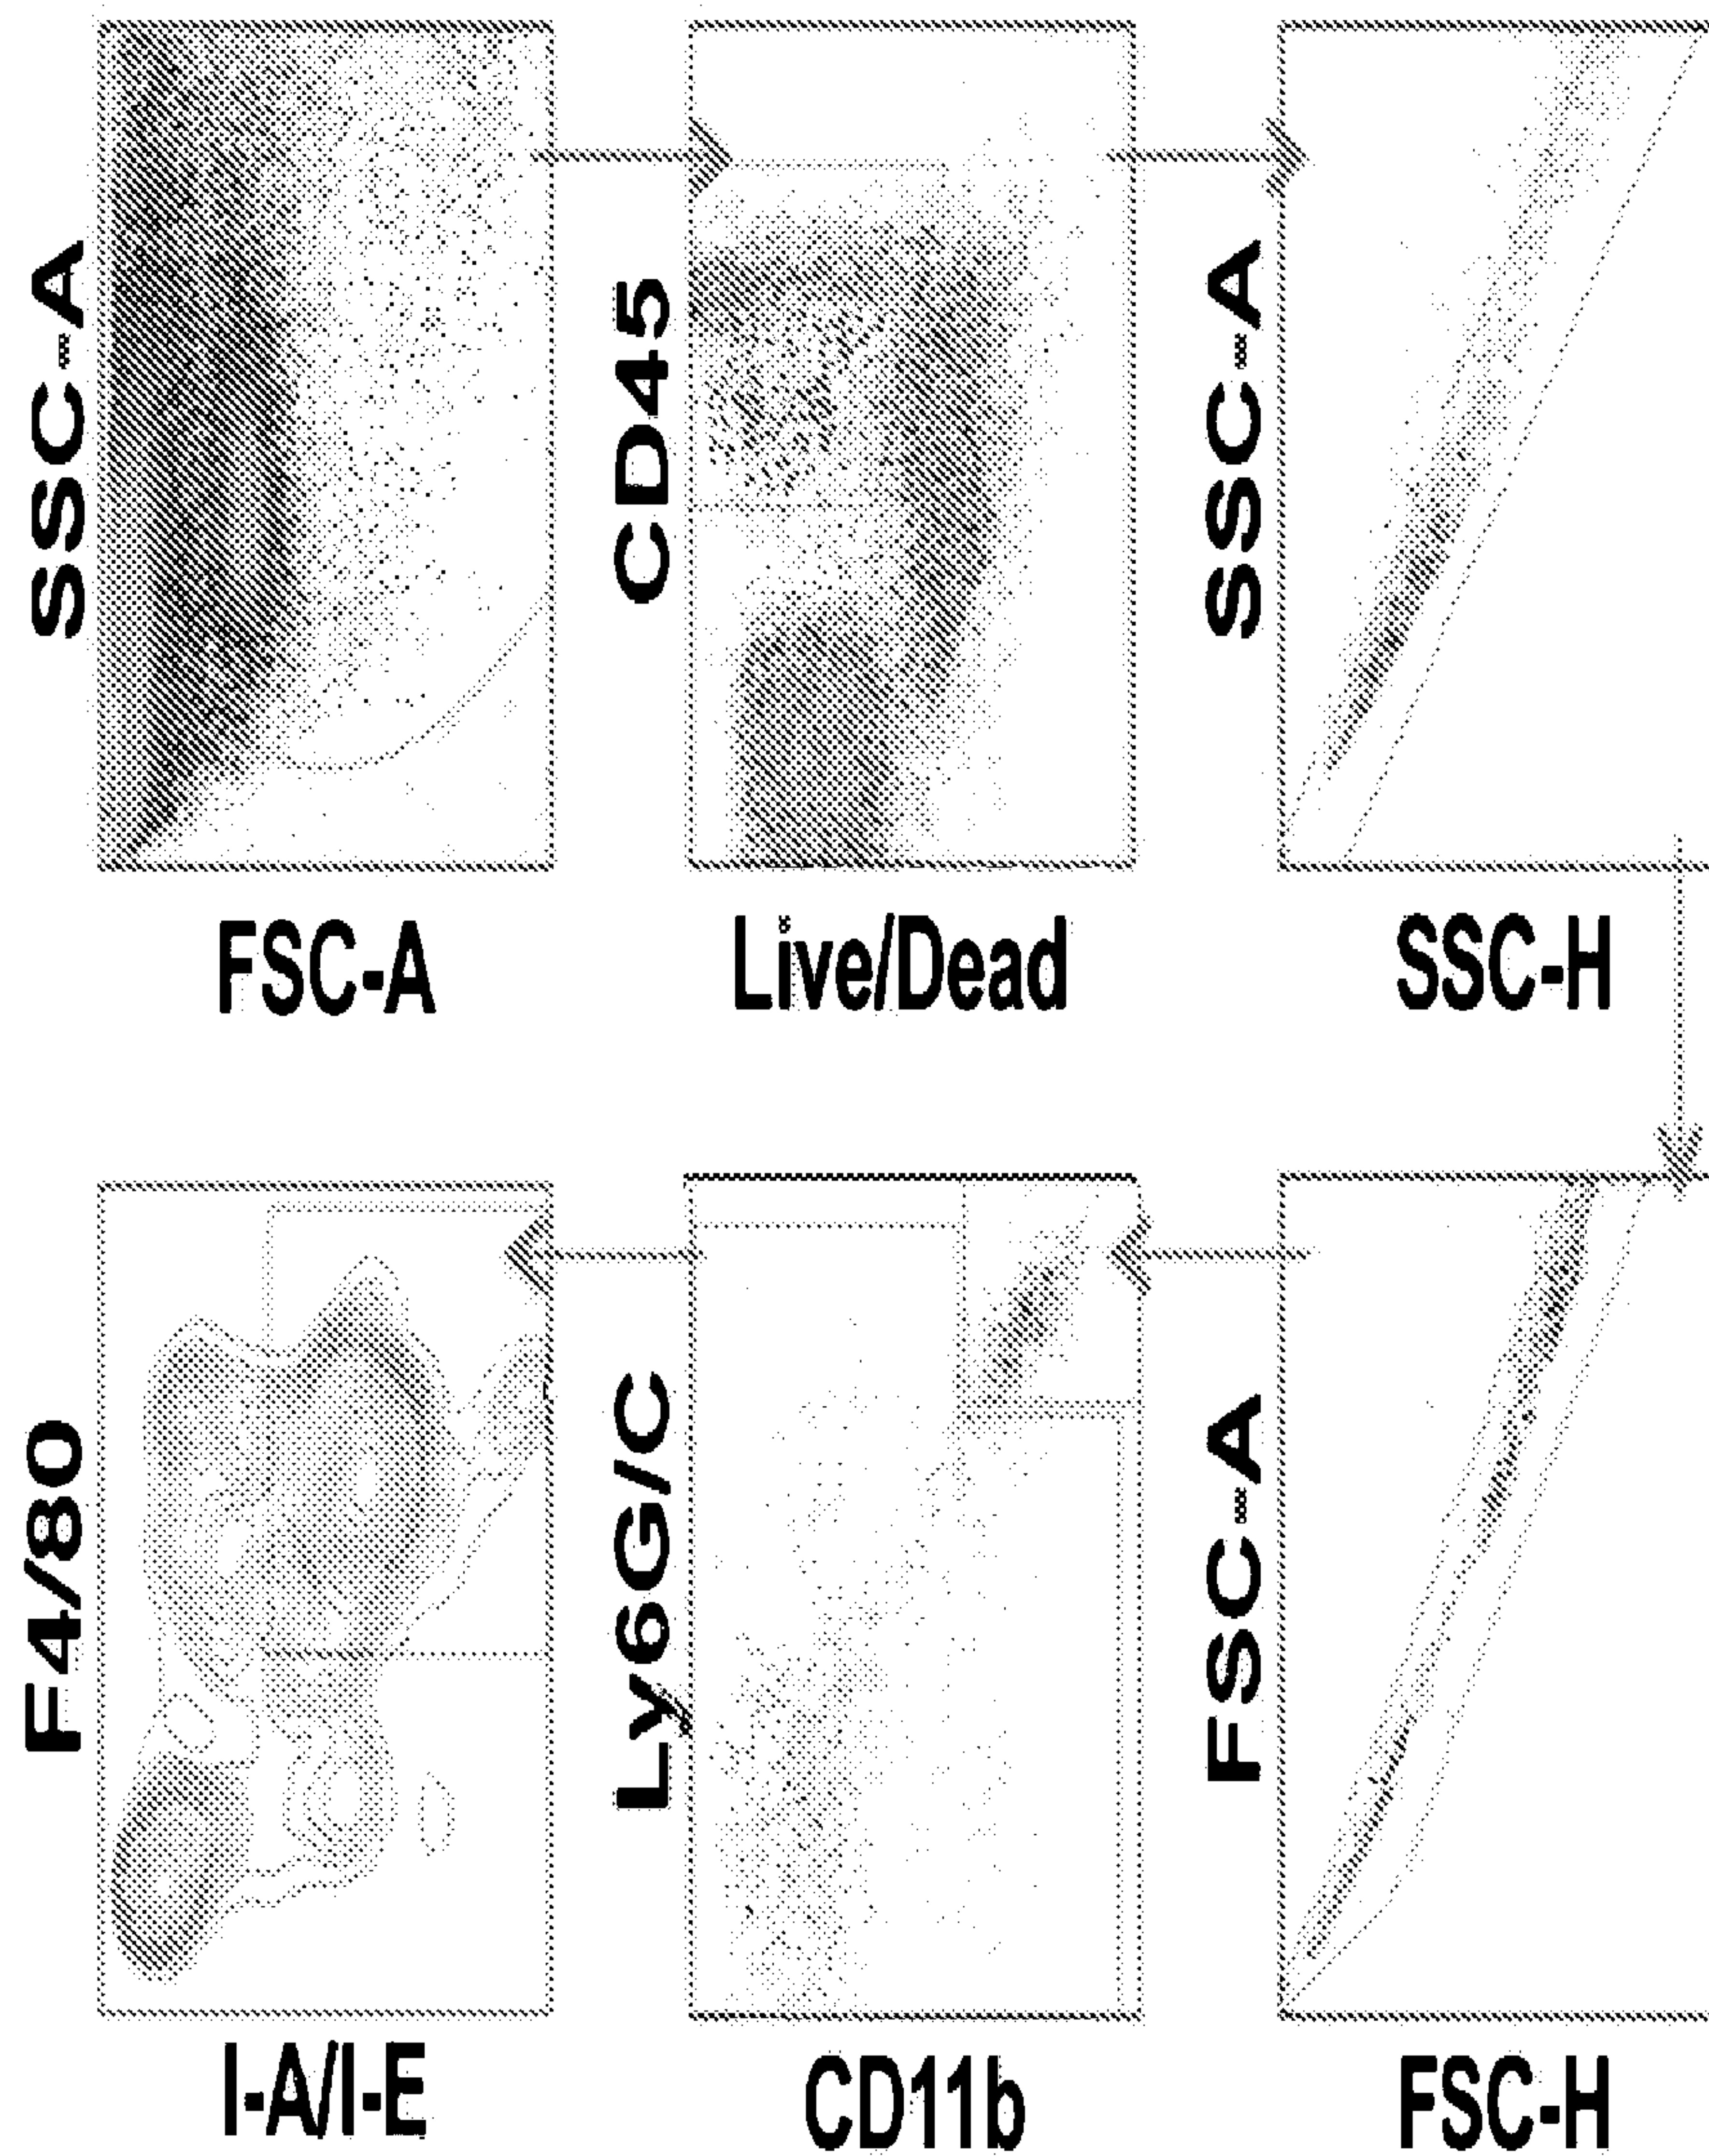 SSC-A
CD45
SSC-A
FSC-A
Live/Dead
SSC-H
F4/80
Ly6G/C
FSC-A
I-A/I-E
CD11b
FSC-H